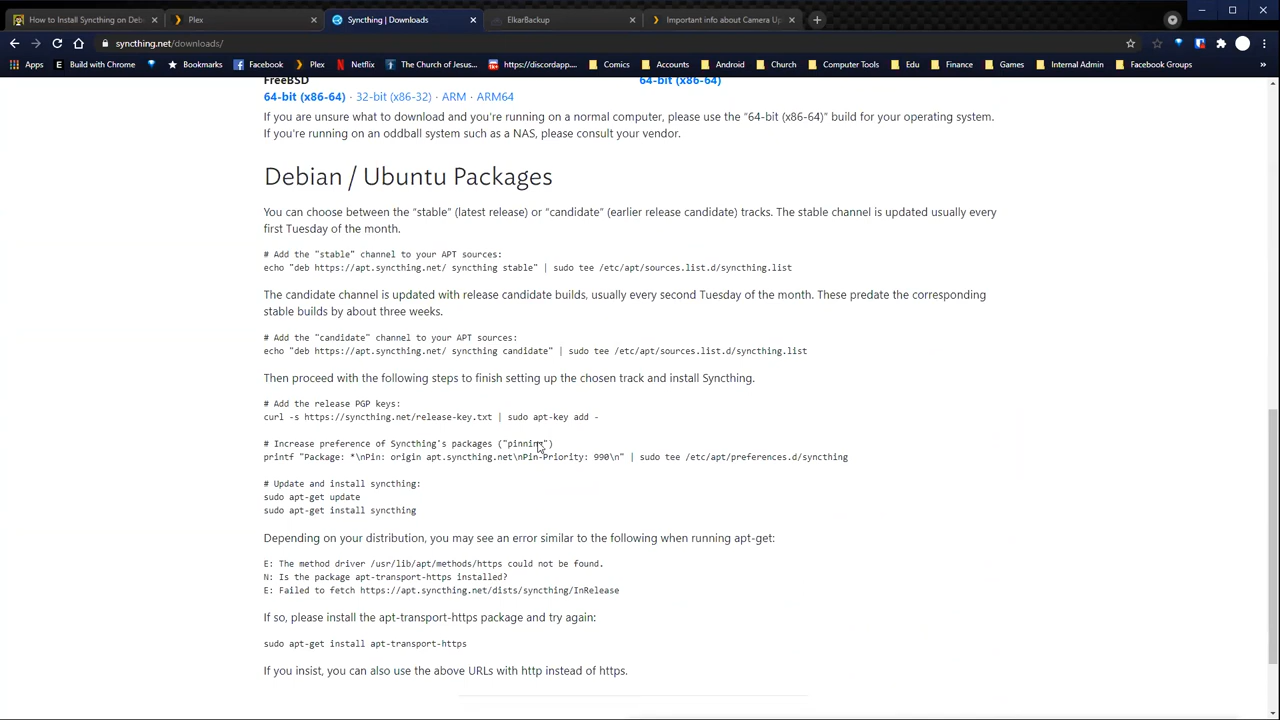 How to Install Syncthing on Deb
Plex
Syncthing | Downloads
ElkarBackup
Important info about Camera Up
syncthing.net/downloads/
Apps
Build with Chrome
Bookmarks
Facebook
Plex
Netflix
The Church of Jesus...
https://discordapp....
Comics
Accounts
Android
Church
Computer Tools
Edu
Finance
Games
Internal Admin
Facebook Groups
FreeBSD
64-bit (x86-64)
64-bit (x86-64) · 32-bit (x86-32) · ARM · ARM64
If you are unsure what to download and you're running on a normal computer, please use the “64-bit (x86-64)” build for your operating system.
If you're running on an oddball system such as a NAS, please consult your vendor.
Debian / Ubuntu Packages
You can choose between the “stable” (latest release) or “candidate” (earlier release candidate) tracks. The stable channel is updated usually every
first Tuesday of the month.
# Add the "stable" channel to your APT sources:
echo "deb https://apt.syncthing.net/ syncthing stable" | sudo tee /etc/apt/sources.list.d/syncthing.list
The candidate channel is updated with release candidate builds, usually every second Tuesday of the month. These predate the corresponding
stable builds by about three weeks.
# Add the "candidate" channel to your APT sources:
echo "deb https://apt.syncthing.net/ syncthing candidate" | sudo tee /etc/apt/sources.list.d/syncthing.list
Then proceed with the following steps to finish setting up the chosen track and install Syncthing.
# Add the release PGP keys:
curl -s https://syncthing.net/release-key.txt | sudo apt-key add -
# Increase preference of Syncthing's packages ("pinning")
printf "Package: *\nPin: origin apt.syncthing.net\nPin-Priority: 990\n" | sudo tee /etc/apt/preferences.d/syncthing
# Update and install syncthing:
sudo apt-get update
sudo apt-get install syncthing
Depending on your distribution, you may see an error similar to the following when running apt-get:
E: The method driver /usr/lib/apt/methods/https could not be found.
N: Is the package apt-transport-https installed?
E: Failed to fetch https://apt.syncthing.net/dists/syncthing/InRelease
If so, please install the apt-transport-https package and try again:
sudo apt-get install apt-transport-https
If you insist, you can also use the above URLs with http instead of https.